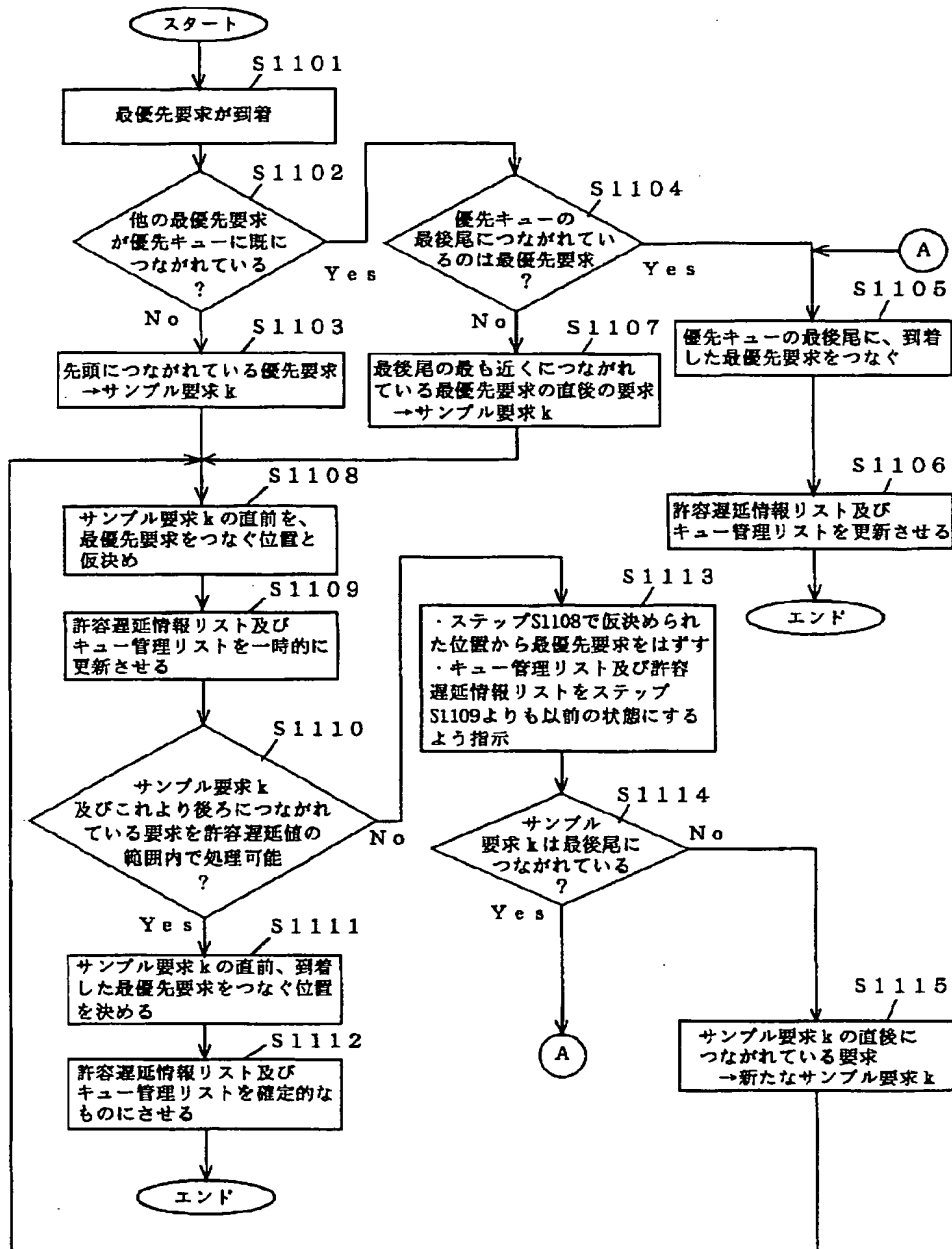 スタート
S1101
最優先要求が到着
S1102
他の最優先要求
が優先キューに既に
つながれている
?
Yes
No
S1103
先頭につながれている優先要求
→サンプル要求k
S1104
優先キューの
最後尾につながれてい
るのは最優先要求
?
Yes
No
S1107
最後尾の最も近くにつながれ
ている最優先要求の直後の要求
→サンプル要求k
A
S1105
優先キューの最後尾に、到着
した最優先要求をつなぐ
S1106
許容遅延情報リスト及び
キュー管理リストを更新させる
エンド
S1108
サンプル要求kの直前を、
最優先要求をつなぐ位置と
仮決め
S1109
許容遅延情報リスト及び
キュー管理リストを一時的に
更新させる
S1110
サンプル要求k
及びこれより後ろにつながれ
ている要求を許容遅延値の
範囲内で処理可能
?
No
Yes
S1111
サンプル要求kの直前、到着
した最優先要求をつなぐ位置
を決める
S1112
許容遅延情報リスト及び
キュー管理リストを確定的な
ものにさせる
エンド
S1113
・ステップS1108で仮決められ
た位置から最優先要求をはずす
・キュー管理リスト及び許容
遅延情報リストをステップ
S1109よりも以前の状態にする
よう指示
S1114
サンプル
要求kは最後尾に
つながれている
?
No
Yes
A
S1115
サンプル要求kの直後に
つながれている要求
→新たなサンプル要求k